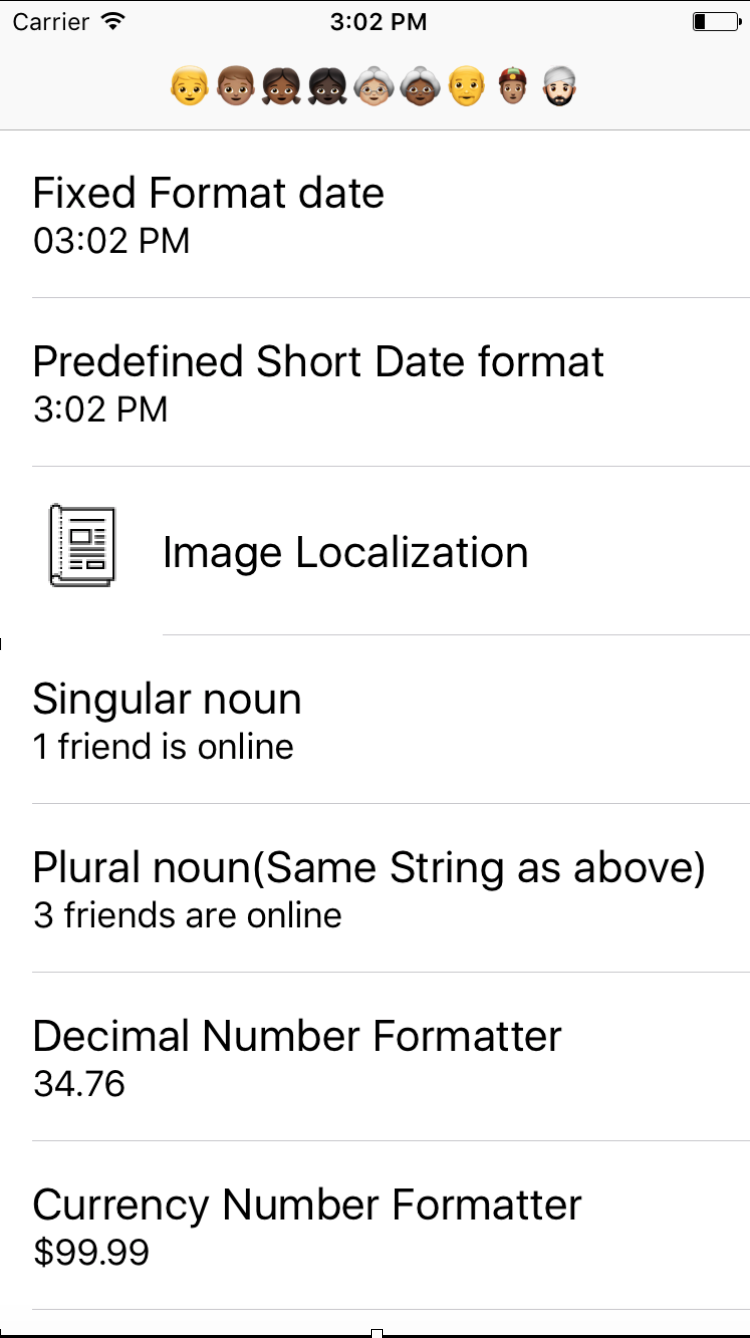 Carrier 3:02 PM
👱🧒🏽👧🏾👧🏿👵🏼👵🏾👴👲🏽👳🏻
Fixed Format date
03:02 PM
Predefined Short Date format
3:02 PM
Image Localization
Singular noun
1 friend is online
Plural noun(Same String as above)
3 friends are online
Decimal Number Formatter
34.76
Currency Number Formatter
$99.99